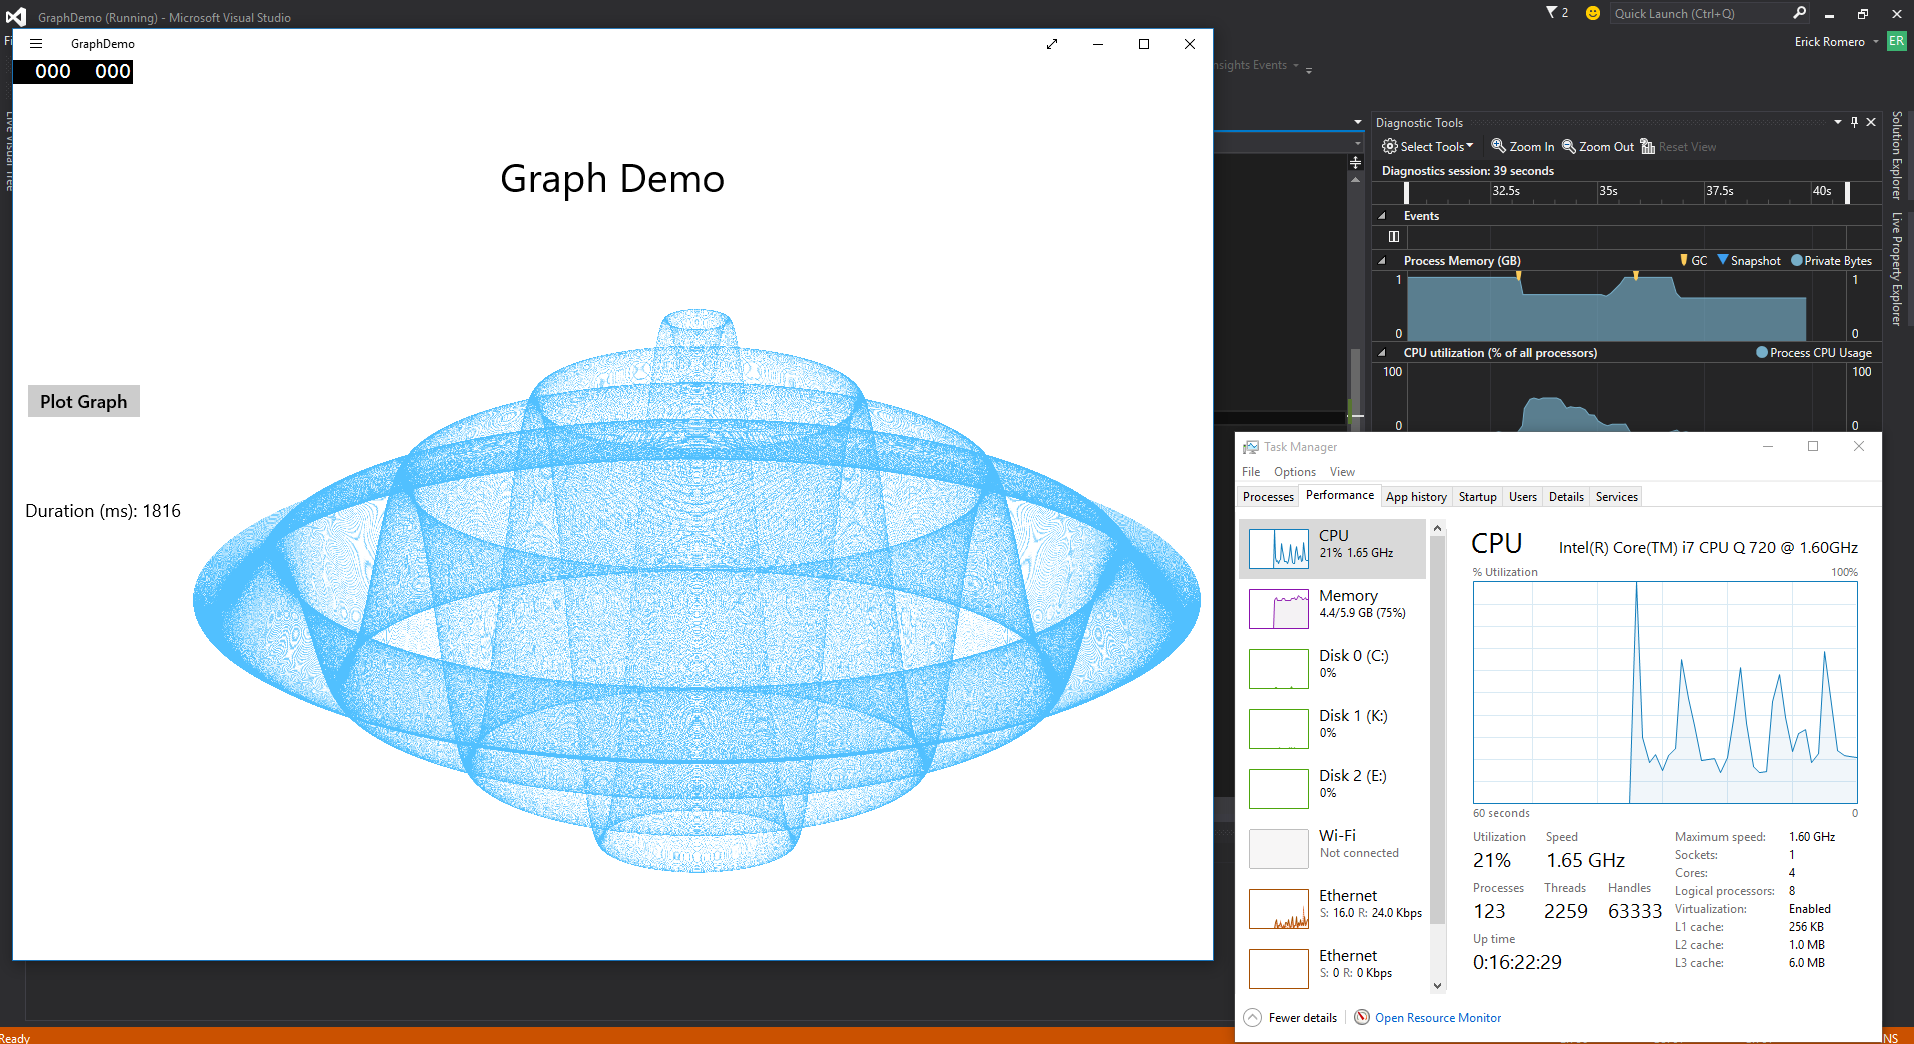 GraphDemo (Running) - Microsoft Visual Studio
2
Quick Launch (Ctrl+Q)
Erick Romero
ER
GraphDemo
000 000
Graph Demo
Plot Graph
Duration (ms): 1816
Live Visual Tree
nsights Events
Diagnostic Tools
Select Tools
Zoom In
Zoom Out
Reset View
Diagnostics session: 39 seconds
32.5s 35s 37.5s 40s
Events
Process Memory (GB)
GC Snapshot Private Bytes
1 1
0 0
CPU utilization (% of all processors)
Process CPU Usage
100 100
0 0
Solution Explorer
Live Property Explorer
Task Manager
File Options View
Processes Performance App history Startup Users Details Services
CPU
21% 1.65 GHz
Memory
4.4/5.9 GB (75%)
Disk 0 (C:)
0%
Disk 1 (K:)
0%
Disk 2 (E:)
0%
Wi-Fi
Not connected
Ethernet
S: 16.0 R: 24.0 Kbps
Ethernet
S: 0 R: 0 Kbps
CPU
Intel(R) Core(TM) i7 CPU Q 720 @ 1.60GHz
% Utilization 100%
60 seconds 0
Utilization Speed
21% 1.65 GHz
Processes Threads Handles
123 2259 63333
Up time
0:16:22:29
Maximum speed: 1.60 GHz
Sockets: 1
Cores: 4
Logical processors: 8
Virtualization: Enabled
L1 cache: 256 KB
L2 cache: 1.0 MB
L3 cache: 6.0 MB
Fewer details
Open Resource Monitor
Ready
NS